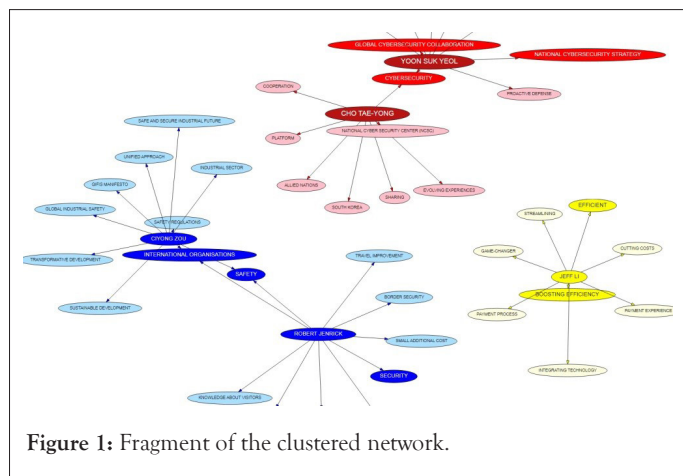 GLOBAL CYBERSECURITY COLLABORATION
NATIONAL CYBERSECURITY STRATEGY
YOON SUK YEOL
CYBERSECURITY
COOPERATION
PROACTIVE DEFENSE
CHO TAE-YONG
SAFE AND SECURE INDUSTRIAL FUTURE
PLATFORM
NATIONAL CYBER SECURITY CENTER (NCSC)
UNIFIED APPROACH
INDUSTRIAL SECTOR
ALLIED NATIONS
SHARING
EVOLVING EXPERIENCES
SOUTH KOREA
MANIFESTO
GLOBAL INDUSTRIAL SAFETY
SAFETY REGULATIONS
EFFICIENT
STREAMLINING
CIYONG ZOU
INTERNATIONAL ORGANISATIONS
TRANSFORMATIVE DEVELOPMENT
SAFETY
TRAVEL IMPROVEMENT
GAME-CHANGER
CUTTING COSTS
JEFF LI
BOOSTING EFFICIENCY
SUSTAINABLE DEVELOPMENT
BORDER SECURITY
PAYMENT PROCESS
PAYMENT EXPERIENCE
ROBERT JENRICK
SMALL ADDITIONAL COST
INTEGRATING TECHNOLOGY
SECURITY
KNOWLEDGE ABOUT VISITORS
Figure 1: Fragment of the clustered network.